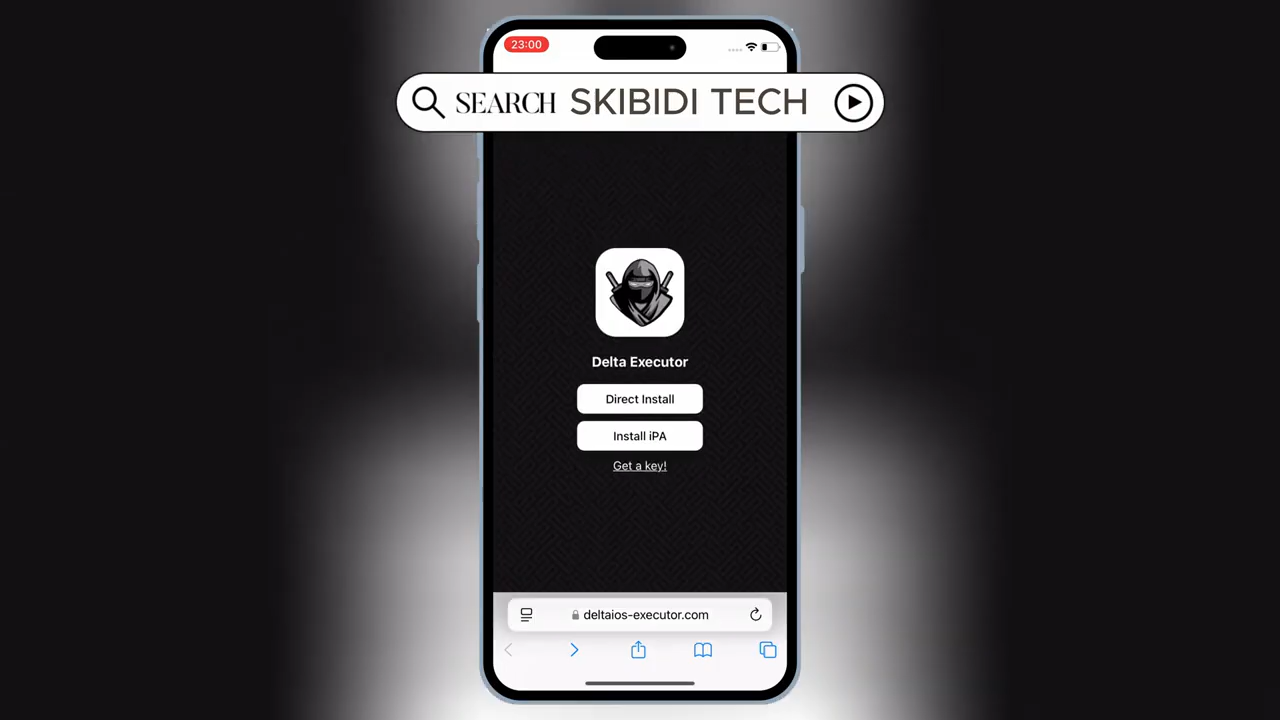 23:00
SEARCH SKIBIDI TECH
Delta Executor
Direct Install
Install iPA
Get a key!
deltaios-executor.com